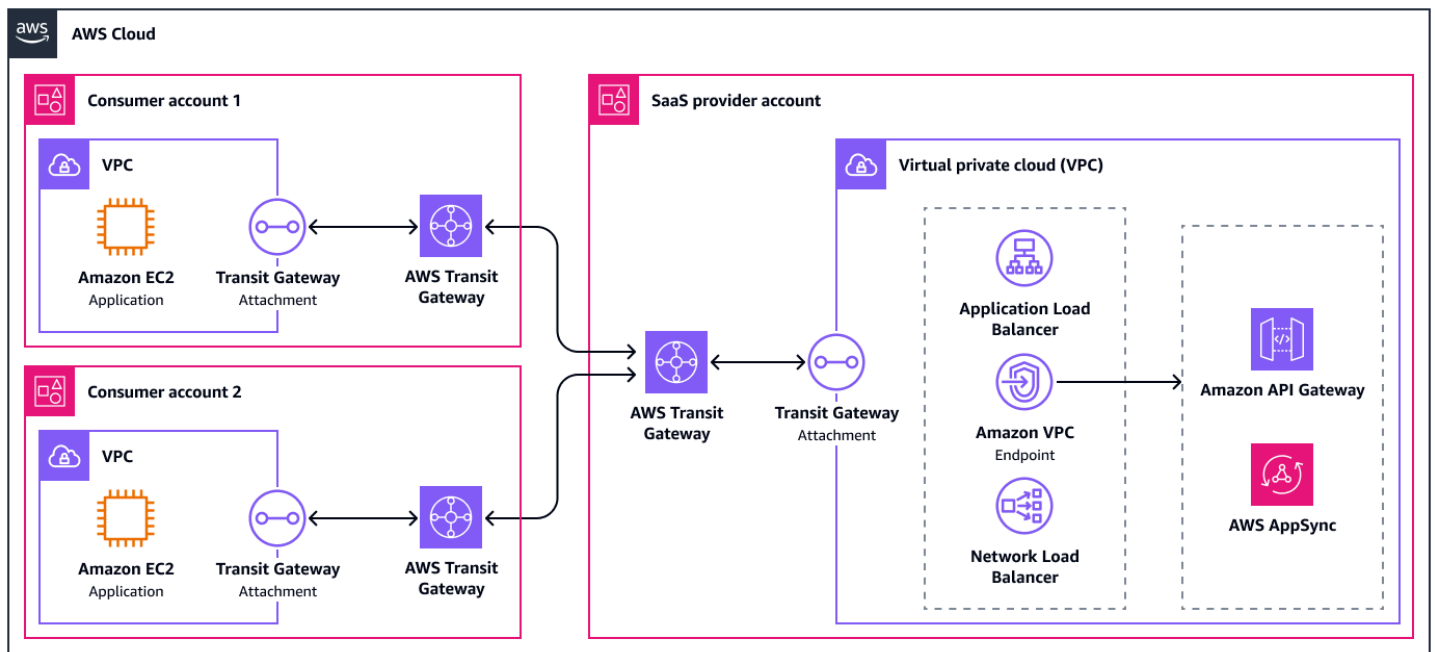 aws
AWS Cloud
Consumer account 1
VPC
Amazon EC2
Application
Transit Gateway
Attachment
AWS Transit
Gateway
Consumer account 2
VPC
Amazon EC2
Application
Transit Gateway
Attachment
AWS Transit
Gateway
SaaS provider account
AWS Transit
Gateway
Transit Gateway
Attachment
Virtual private cloud (VPC)
Application Load
Balancer
Amazon VPC
Endpoint
Network Load
Balancer
Amazon API Gateway
AWS AppSync